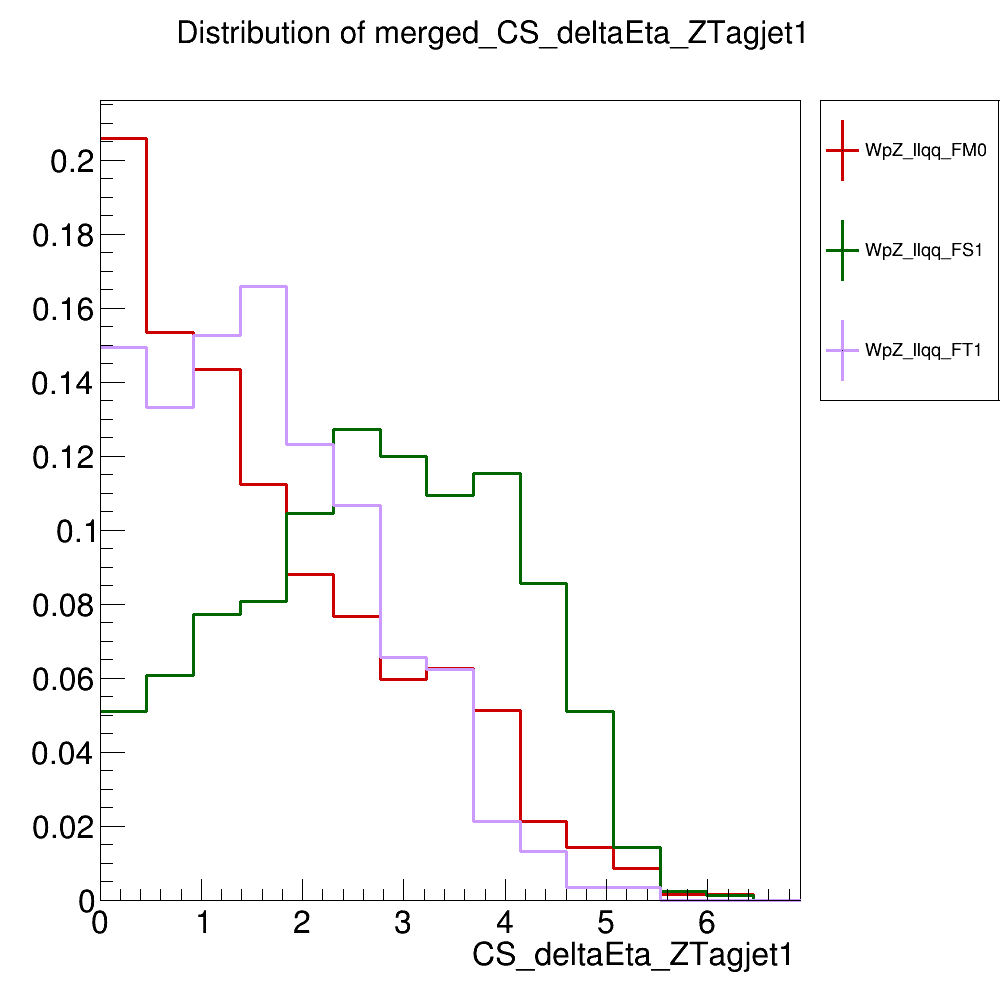 Distribution of merged_CS_deltaEta_ZTagjet1
0.2
0.18
0.16
0.14
0.12
0.1
0.08
0.06
0.04
0.02
0
0 1 2 3 4 5 6
CS_deltaEta_ZTagjet1
WpZ_llqq_FM0
WpZ_llqq_FS1
WpZ_llqq_FT1